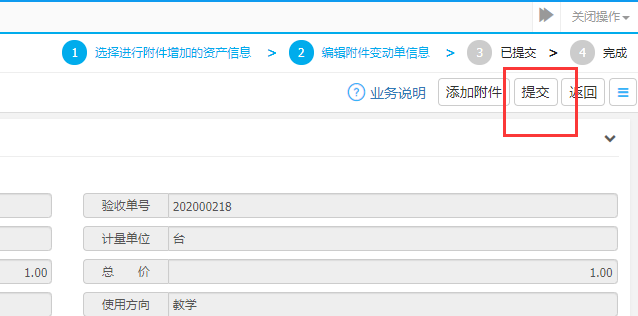 关闭操作
1 选择进行附件增加的资产信息 > 2 编辑附件变动单信息 > 3 已提交 > 4 完成
? 业务说明 添加附件 提交 返回
验收单号 202000218
计量单位 台
1.00 总 价 1.00
使用方向 教学